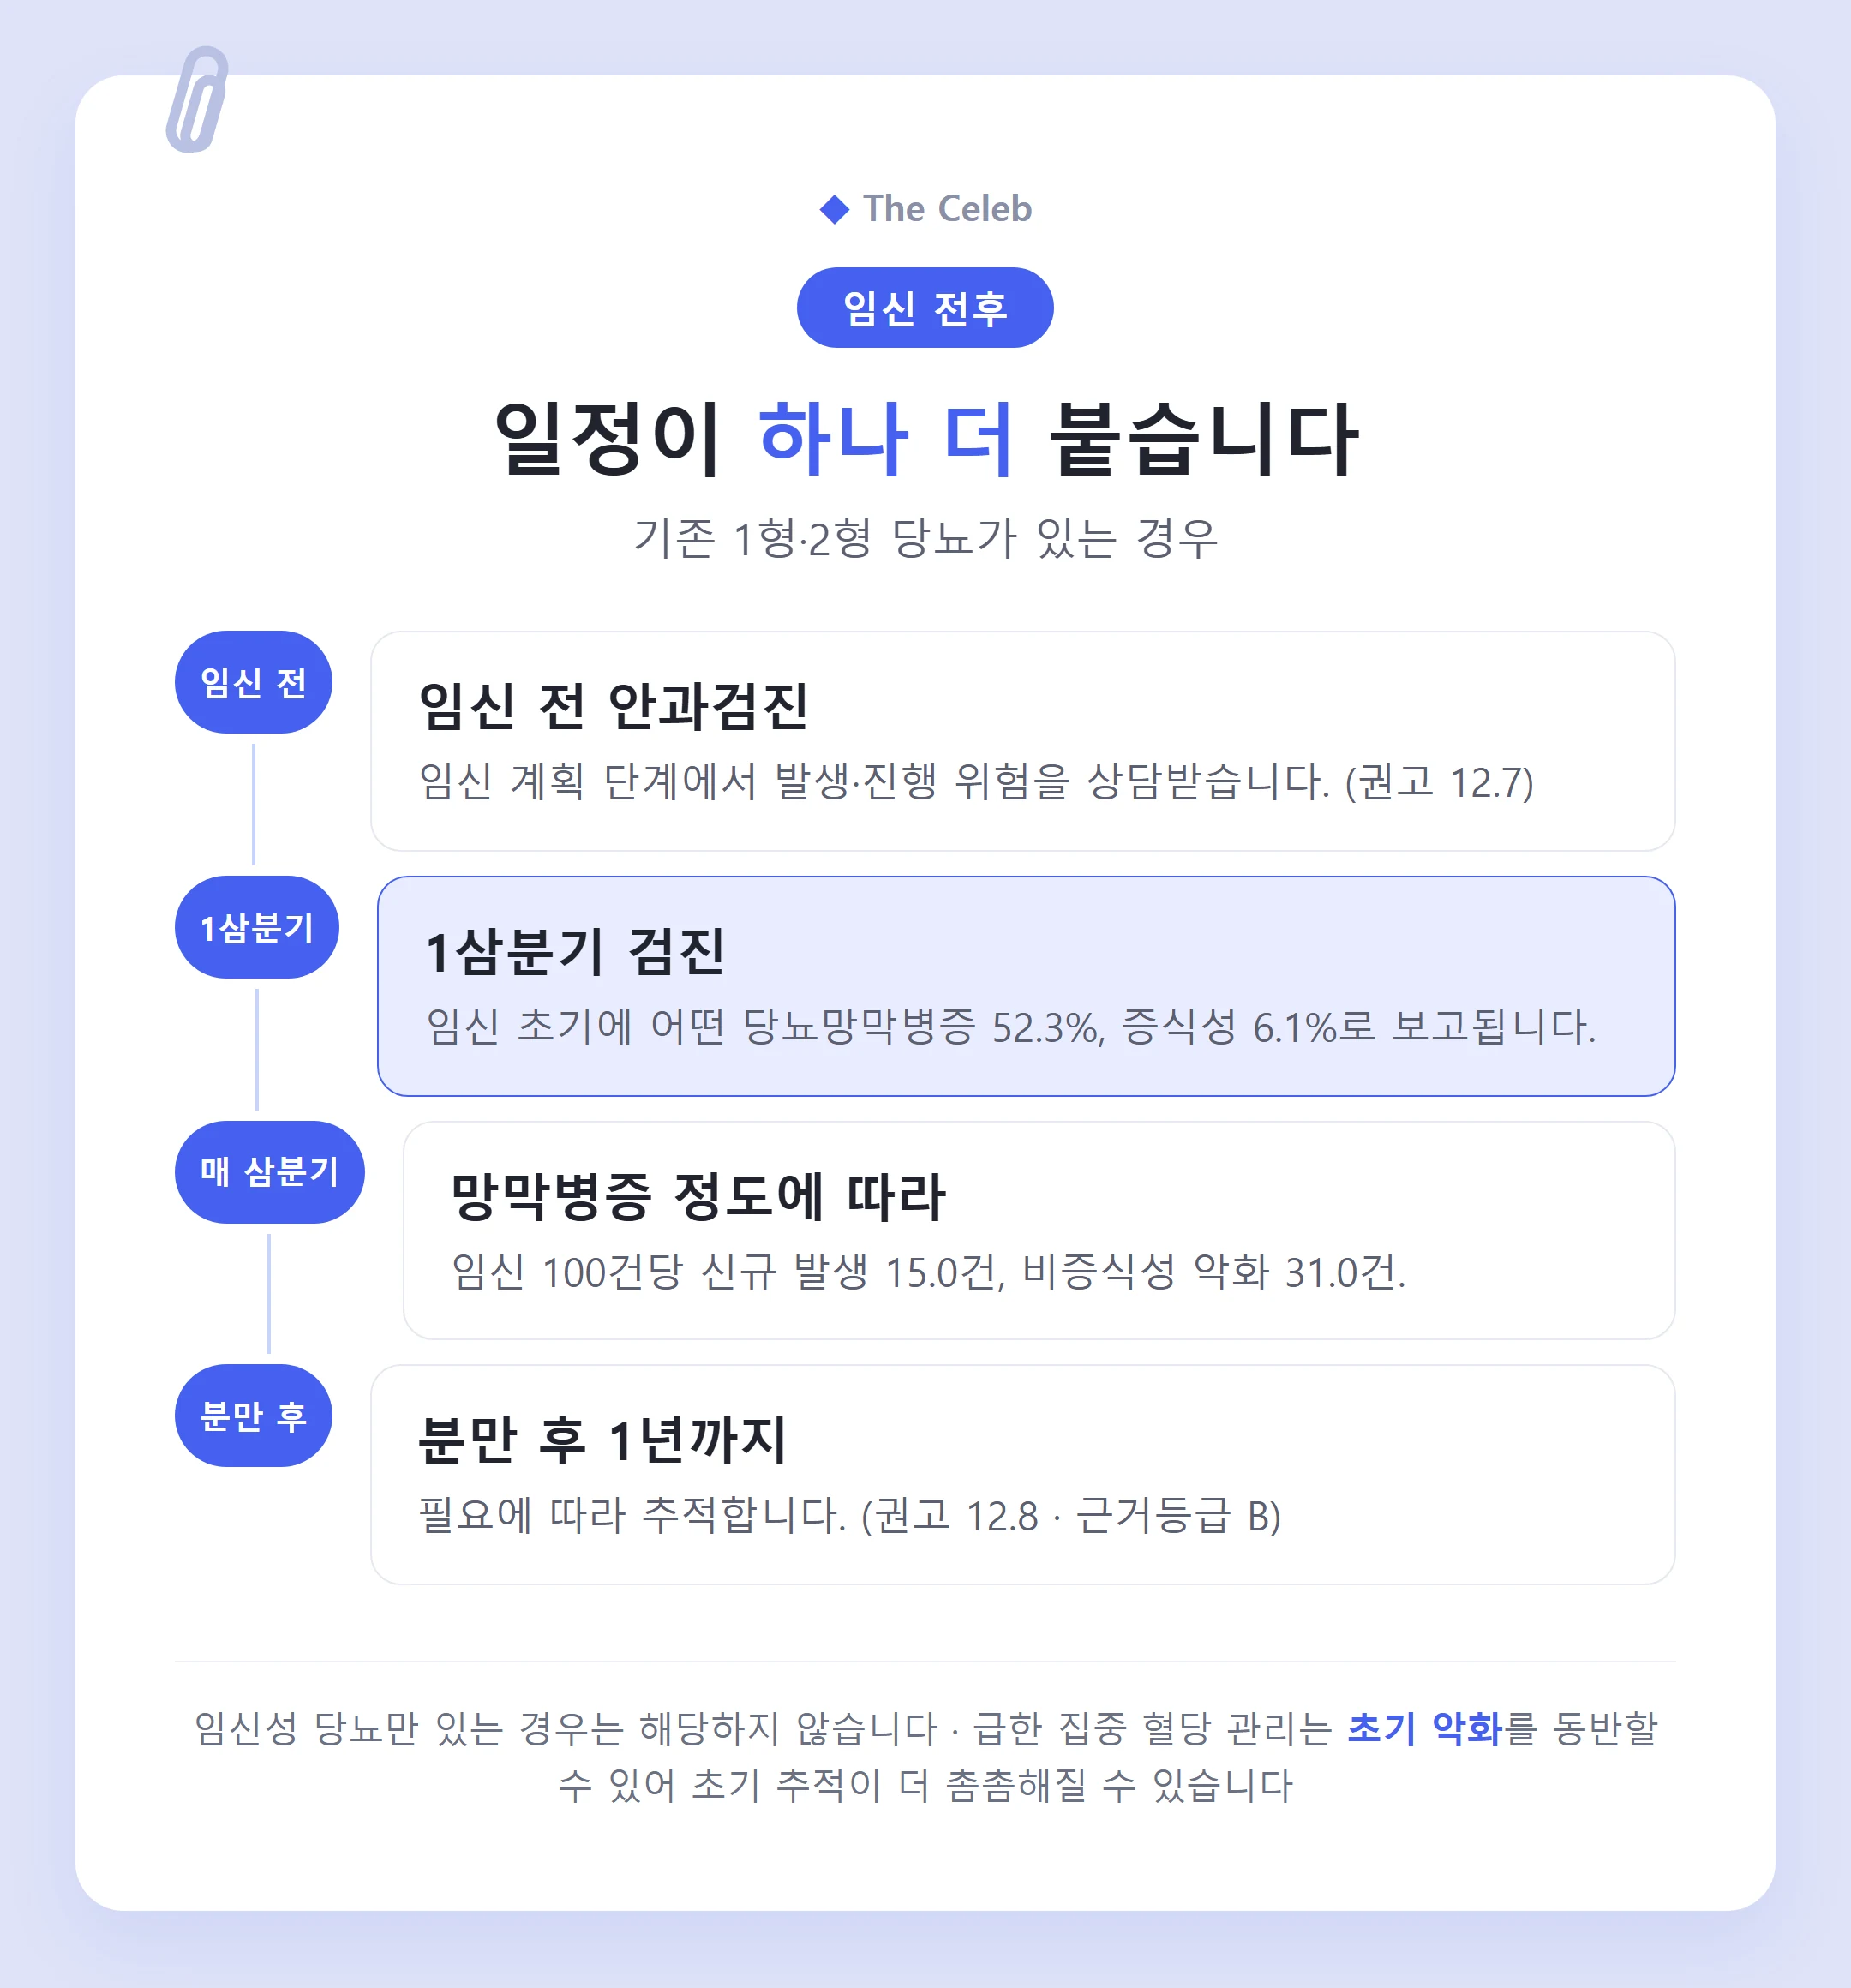 The Celeb
임신 전후
일정이 하나 더 붙습니다
기존 1형·2형 당뇨가 있는 경우
임신 전
임신 전 안과검진
임신 계획 단계에서 발생·진행 위험을 상담받습니다. (권고 12.7)
1삼분기
1삼분기 검진
임신 초기에 어떤 당뇨망막병증 52.3%, 증식성 6.1%로 보고됩니다.
매 삼분기
망막병증 정도에 따라
임신 100건당 신규 발생 15.0건, 비증식성 악화 31.0건.
분만 후
분만 후 1년까지
필요에 따라 추적합니다. (권고 12.8 · 근거등급 B)
임신성 당뇨만 있는 경우는 해당하지 않습니다 · 급한 집중 혈당 관리는 초기 악화를 동반할
수 있어 초기 추적이 더 촘촘해질 수 있습니다